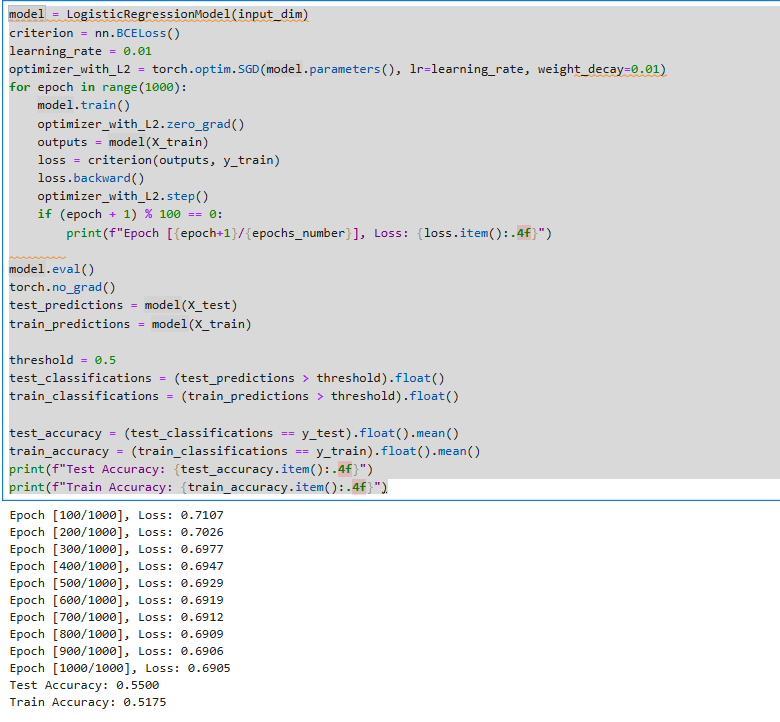 model = LogisticRegressionModel(input_dim)
criterion = nn.BCELoss()
learning_rate = 0.01
optimizer_with_L2 = torch.optim.SGD(model.parameters(), lr=learning_rate, weight_decay=0.01)
for epoch in range(1000):
    model.train()
    optimizer_with_L2.zero_grad()
    outputs = model(X_train)
    loss = criterion(outputs, y_train)
    loss.backward()
    optimizer_with_L2.step()
    if (epoch + 1) % 100 == 0:
        print(f"Epoch [{epoch+1}/{epochs_number}], Loss: {loss.item():.4f}")
model.eval()
torch.no_grad()
test_predictions = model(X_test)
train_predictions = model(X_train)
threshold = 0.5
test_classifications = (test_predictions > threshold).float()
train_classifications = (train_predictions > threshold).float()
test_accuracy = (test_classifications == y_test).float().mean()
train_accuracy = (train_classifications == y_train).float().mean()
print(f"Test Accuracy: {test_accuracy.item():.4f}")
print(f"Train Accuracy: {train_accuracy.item():.4f}")
Epoch [100/1000], Loss: 0.7107
Epoch [200/1000], Loss: 0.7026
Epoch [300/1000], Loss: 0.6977
Epoch [400/1000], Loss: 0.6947
Epoch [500/1000], Loss: 0.6929
Epoch [600/1000], Loss: 0.6919
Epoch [700/1000], Loss: 0.6912
Epoch [800/1000], Loss: 0.6909
Epoch [900/1000], Loss: 0.6906
Epoch [1000/1000], Loss: 0.6905
Test Accuracy: 0.5500
Train Accuracy: 0.5175